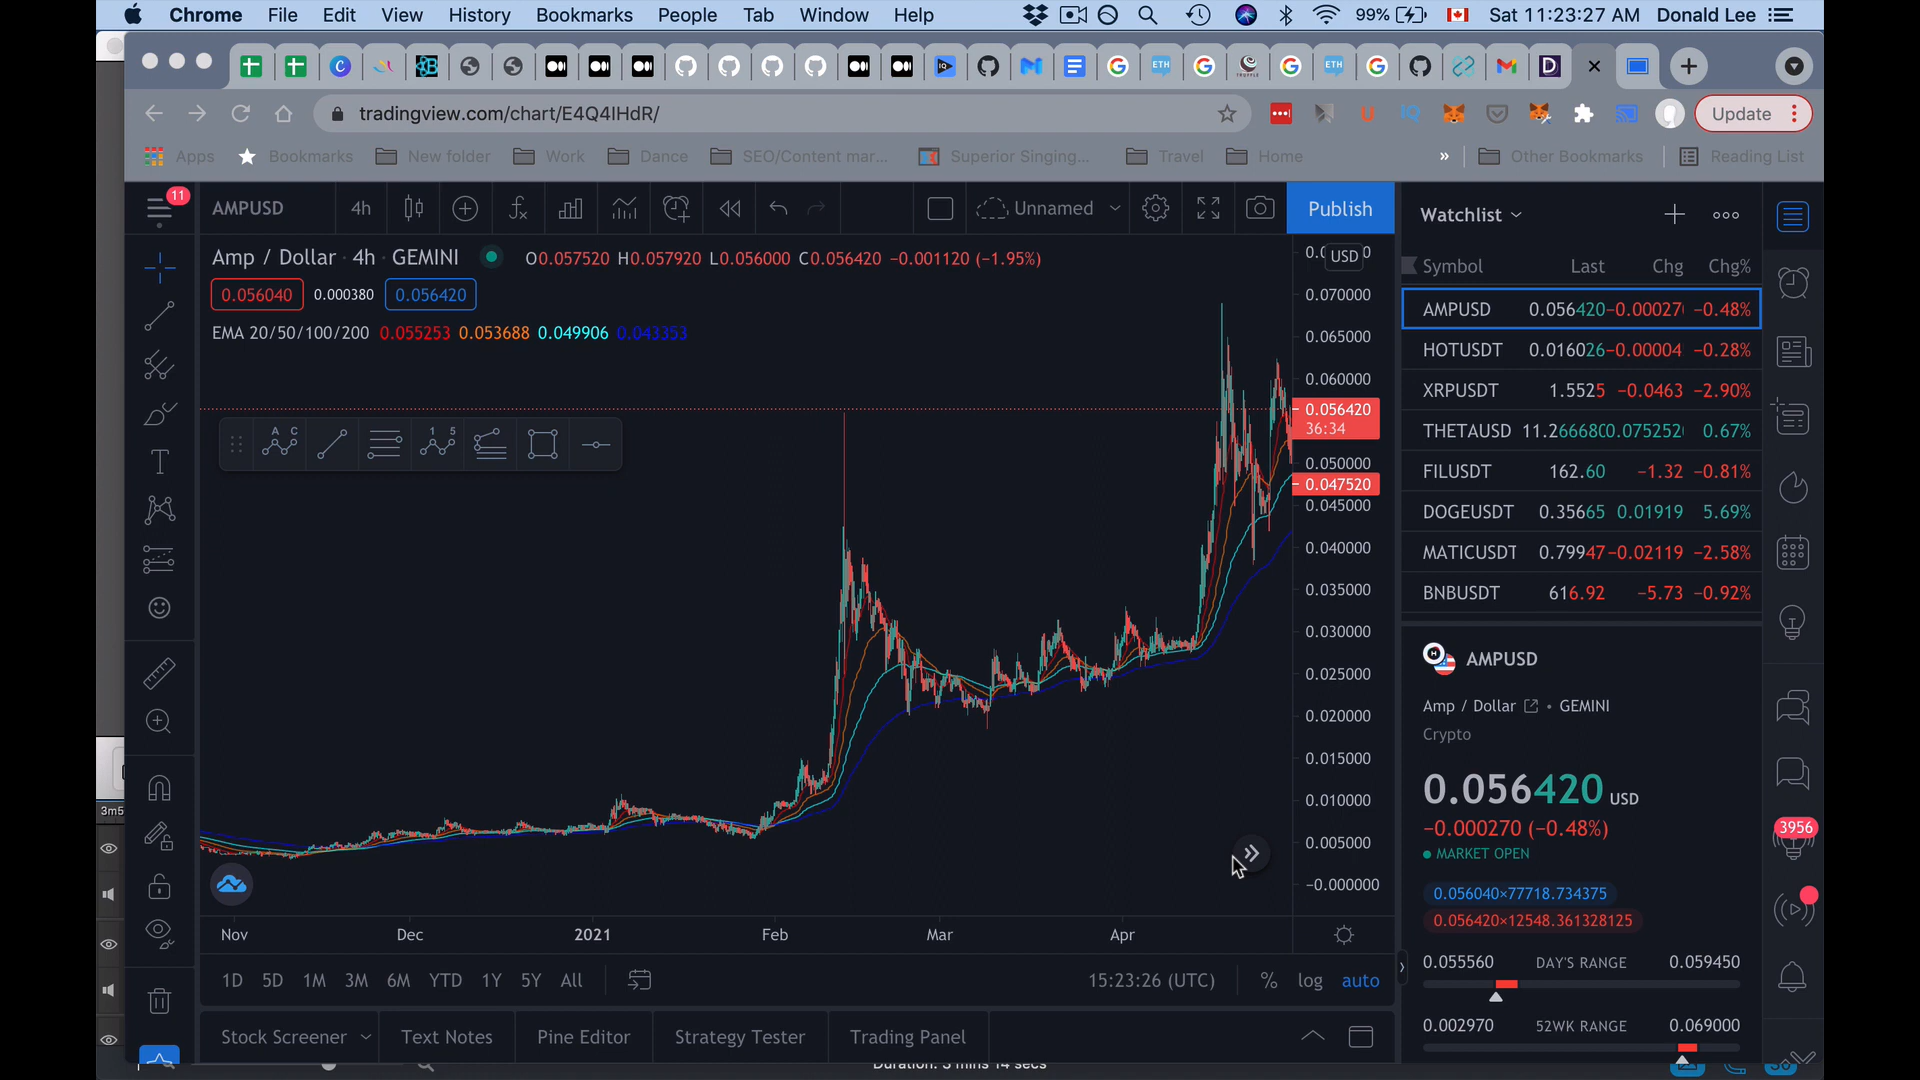 Chrome File Edit View History Bookmarks People Tab Window Help 99% Sat 11:23:27 AM Donald Lee
tradingview.com/chart/E4Q4IHdR/ Update
Apps Bookmarks New folder Work Dance SEO/Content mar... Superior Singing... Travel Home » Other Bookmarks Reading List
11 AMPUSD 4h Unnamed Publish Watchlist
Amp / Dollar · 4h · GEMINI O0.057520 H0.057920 L0.056000 C0.056420 −0.001120 (−1.95%) USD
0.056040 0.000380 0.056420
EMA 20/50/100/200 0.055253 0.053688 0.049906 0.043353
0.070000
0.065000
0.060000
0.056420
36:34
0.050000
0.047520
0.045000
0.040000
0.035000
0.030000
0.025000
0.020000
0.015000
0.010000
0.005000
−0.000000
Nov Dec 2021 Feb Mar Apr
1D 5D 1M 3M 6M YTD 1Y 5Y All 15:23:26 (UTC) % log auto
Stock Screener Text Notes Pine Editor Strategy Tester Trading Panel
Duration: 3 mins 14 secs
3m5
Symbol Last Chg Chg%
AMPUSD 0.056420 −0.00027 −0.48%
HOTUSDT 0.016026 −0.00004 −0.28%
XRPUSDT 1.5525 −0.0463 −2.90%
THETAUSD 11.26668 0.075252 0.67%
FILUSDT 162.60 −1.32 −0.81%
DOGEUSDT 0.35665 0.01919 5.69%
MATICUSDT 0.79947 −0.02119 −2.58%
BNBUSDT 616.92 −5.73 −0.92%
AMPUSD
Amp / Dollar • GEMINI
Crypto
0.056420 USD
−0.000270 (−0.48%)
MARKET OPEN
3956
0.056040×77718.734375
0.056420×12548.361328125
0.055560 DAY'S RANGE 0.059450
0.002970 52WK RANGE 0.069000